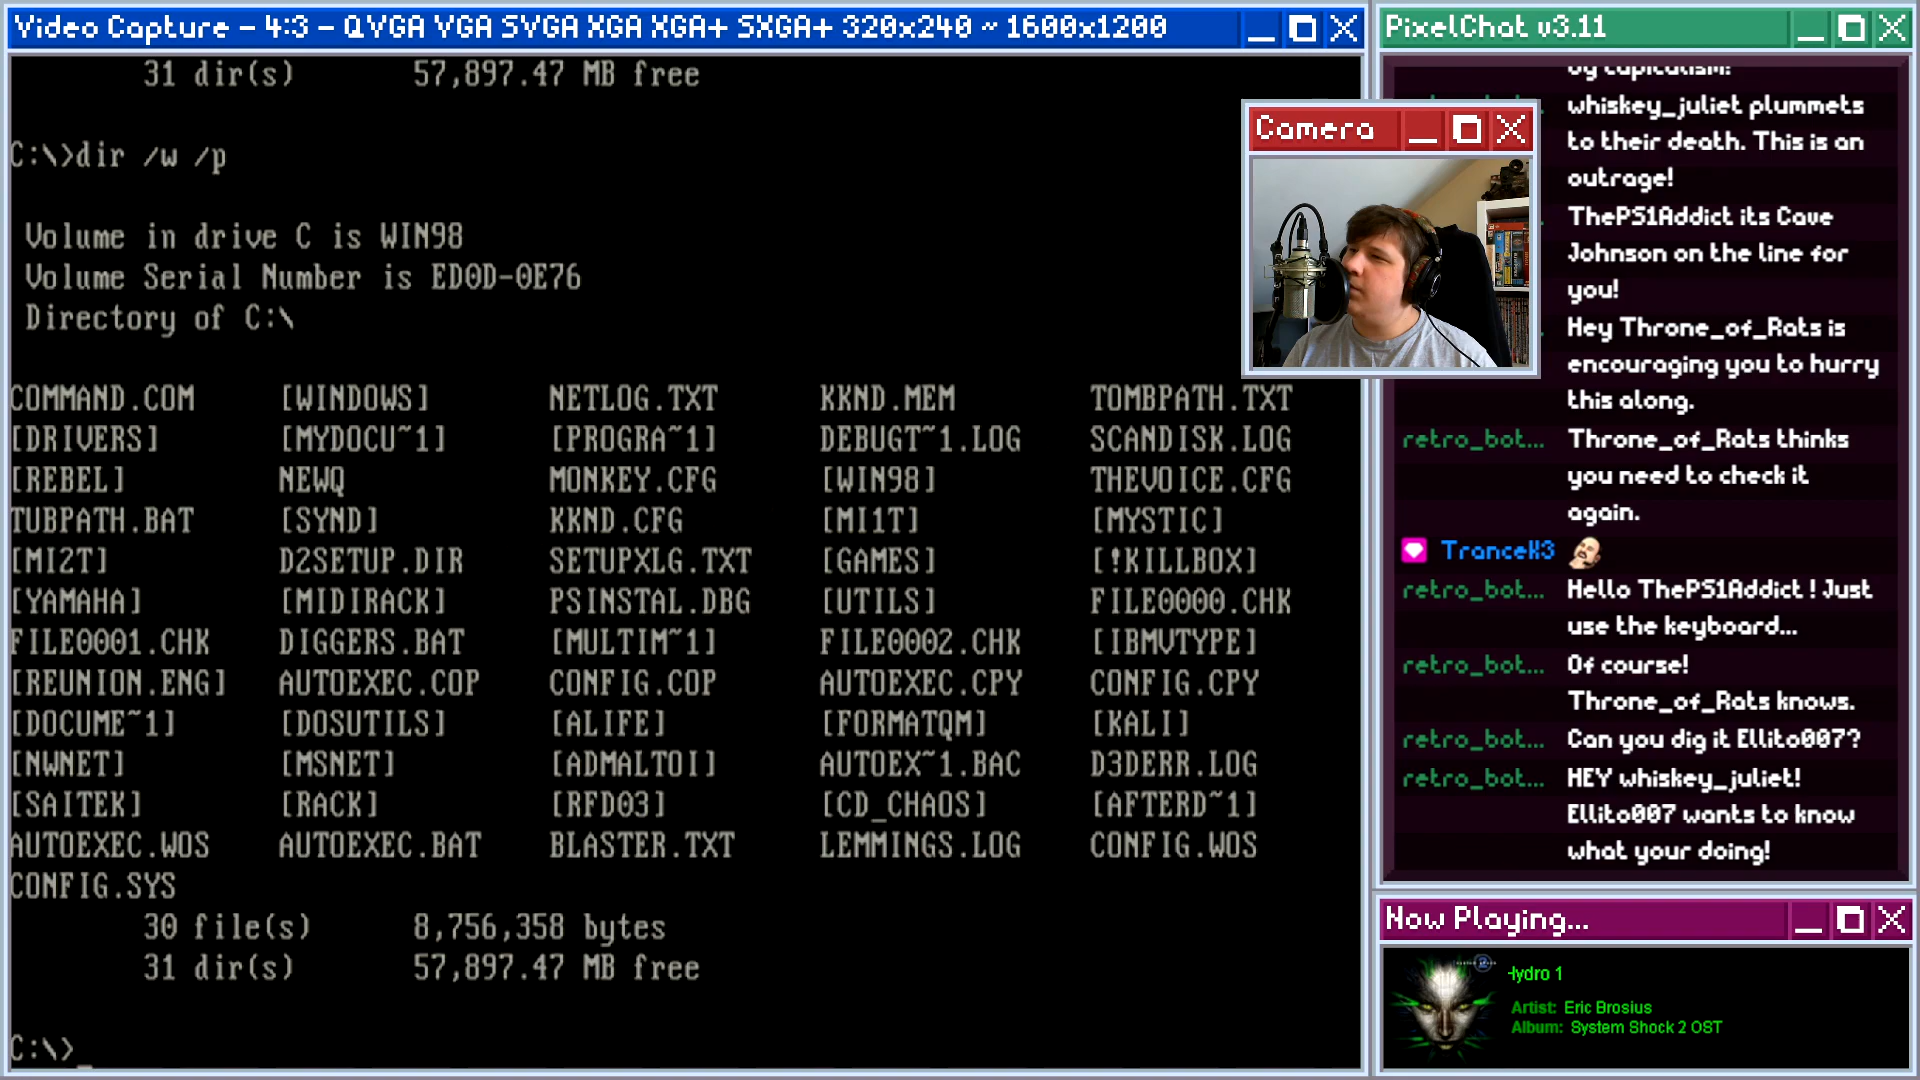 Video Capture - 4:3 - QVGA VGA SVGA XGA XGA+ SXGA+ 320x240 ~ 1600x1200
31 dir(s) 57,897.47 MB free
C:\>dir /w /p
Volume in drive C is WIN98
Volume Serial Number is ED0D-0E76
Directory of C:\
COMMAND.COM [WINDOWS] NETLOG.TXT KKND.MEM TOMBPATH.TXT
[DRIVERS] [MYDOCU~1] [PROGRA~1] DEBUGT~1.LOG SCANDISK.LOG
[REBEL] NEWQ MONKEY.CFG [WIN98] THEVOICE.CFG
TUBPATH.BAT [SYND] KKND.CFG [MI1T] [MYSTIC]
[MI2T] D2SETUP.DIR SETUPXLG.TXT [GAMES] [!KILLBOX]
[YAMAHA] [MIDIRACK] PSINSTAL.DBG [UTILS] FILE0000.CHK
FILE0001.CHK DIGGERS.BAT [MULTIM~1] FILE0002.CHK [IBMVTYPE]
[REUNION.ENG] AUTOEXEC.COP CONFIG.COP AUTOEXEC.CPY CONFIG.CPY
[DOCUME~1] [DOSUTILS] [ALIFE] [FORMATQM] [KALI]
[NWNET] [MSNET] [ADMALTOI] AUTOEX~1.BAC D3DERR.LOG
[SAITEK] [RACK] [RFD03] [CD_CHAOS] [AFTERD~1]
AUTOEXEC.WOS AUTOEXEC.BAT BLASTER.TXT LEMMINGS.LOG CONFIG.WOS
CONFIG.SYS
30 file(s) 8,756,358 bytes
31 dir(s) 57,897.47 MB free
C:\>_
Camera
PixelChat v3.11
by capitalism!
whiskey_juliet plummets
to their death. This is an
outrage!
ThePS1Addict its Cave
Johnson on the line for
you!
Hey Throne_of_Rats is
encouraging you to hurry
this along.
retro_bot... Throne_of_Rats thinks
you need to check it
again.
TranceX3
retro_bot... Hello ThePS1Addict ! Just
use the keyboard...
retro_bot... Of course!
Throne_of_Rats knows.
retro_bot... Can you dig it Ellito007?
retro_bot... HEY whiskey_juliet!
Ellito007 wants to know
what your doing!
Now Playing...
Hydro 1
Artist: Eric Brosius
Album: System Shock 2 OST